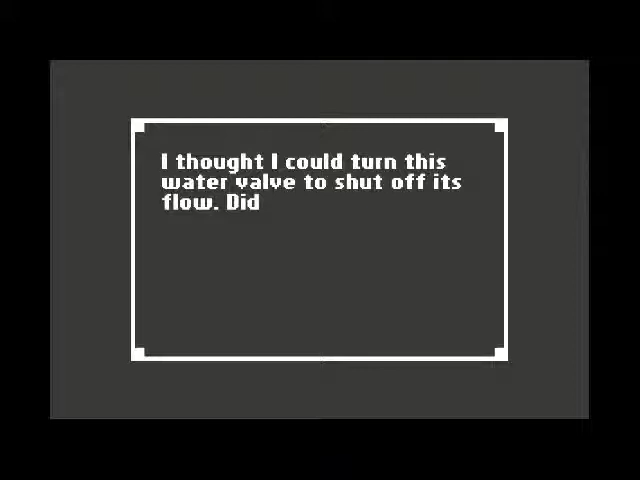 I thought I could turn this
water valve to shut off its
flow. Did